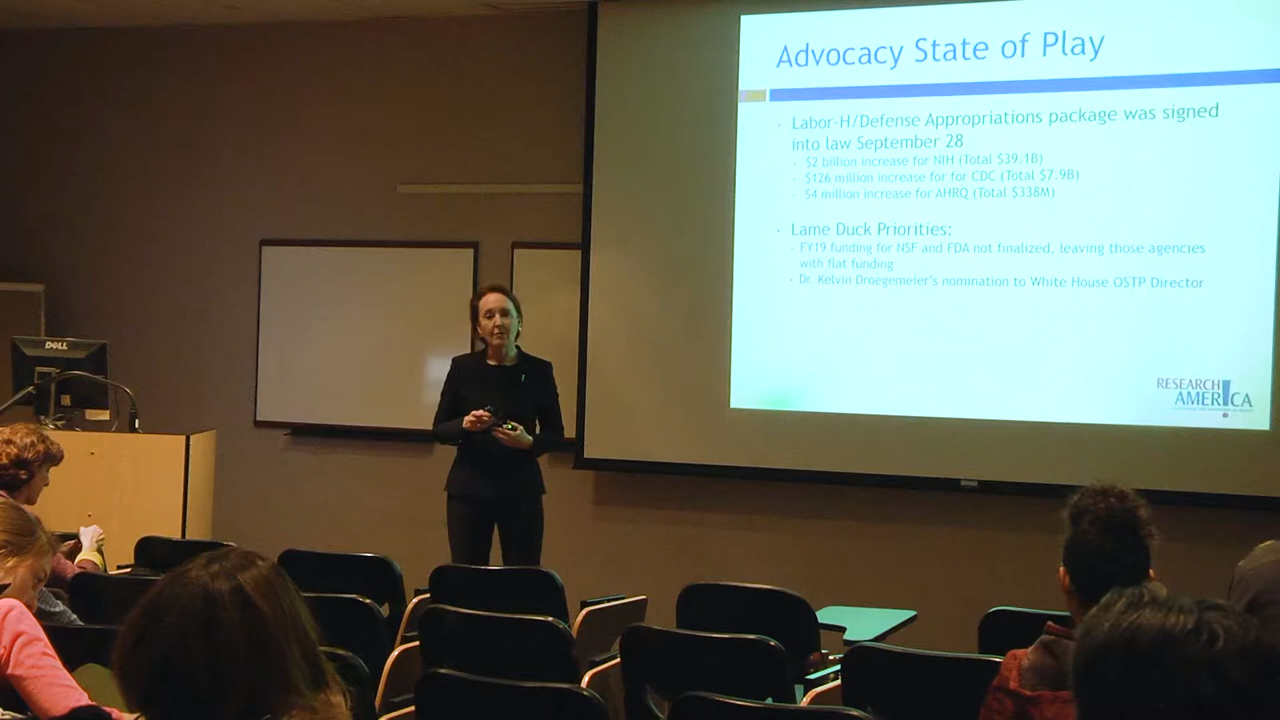 Advocacy State of Play
Labor-H/Defense Appropriations package was signed
into law September 28
$2 billion increase for NIH (Total $39.1B)
$126 million increase for for CDC (Total $7.9B)
$4 million increase for AHRQ (Total $338M)
Lame Duck Priorities:
FY19 funding for NSF and FDA not finalized, leaving those agencies
with flat funding
Dr. Kelvin Droegemeier's nomination to White House OSTP Director
RESEARCH
AMER!CA
DELL